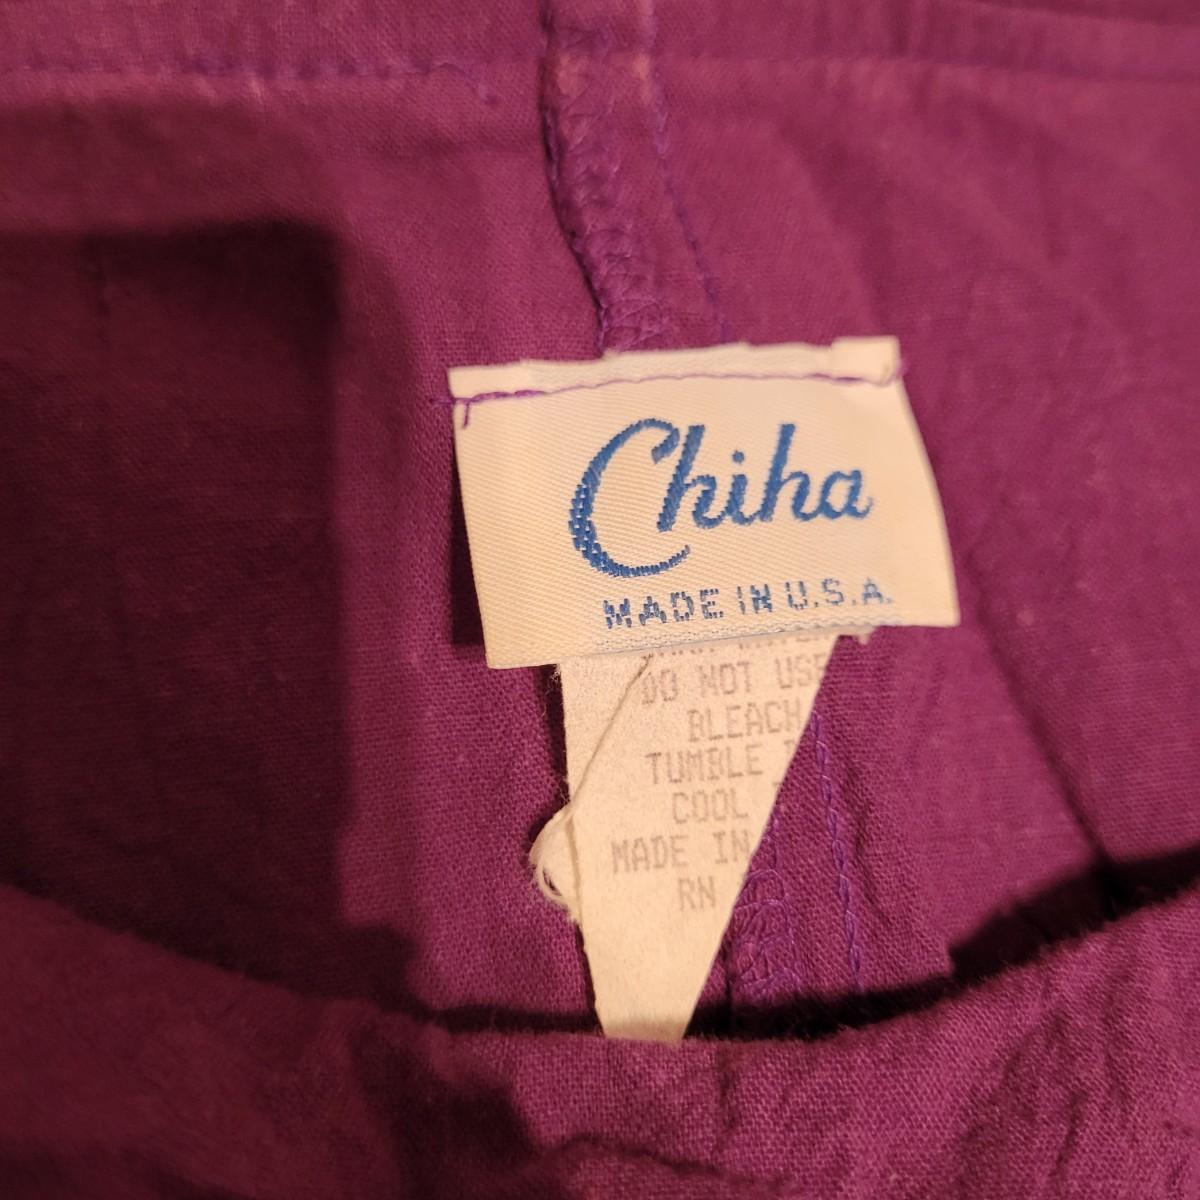 Chiha
MADE IN U.S.A.
DO NOT USE
BLEACH
TUMBLE
COOL
MADE IN
RN